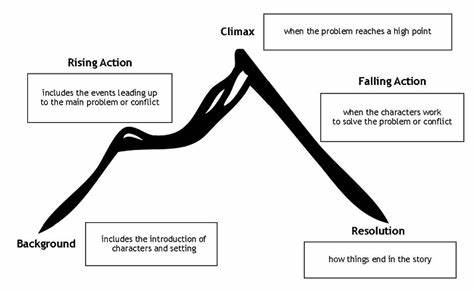 Climax
when the problem reaches a high point
Rising Action
includes the events leading up
to the main problem or conflict
Falling Action
when the characters work
to solve the problem or conflict
Background
includes the introduction of
characters and setting
Resolution
how things end in the story